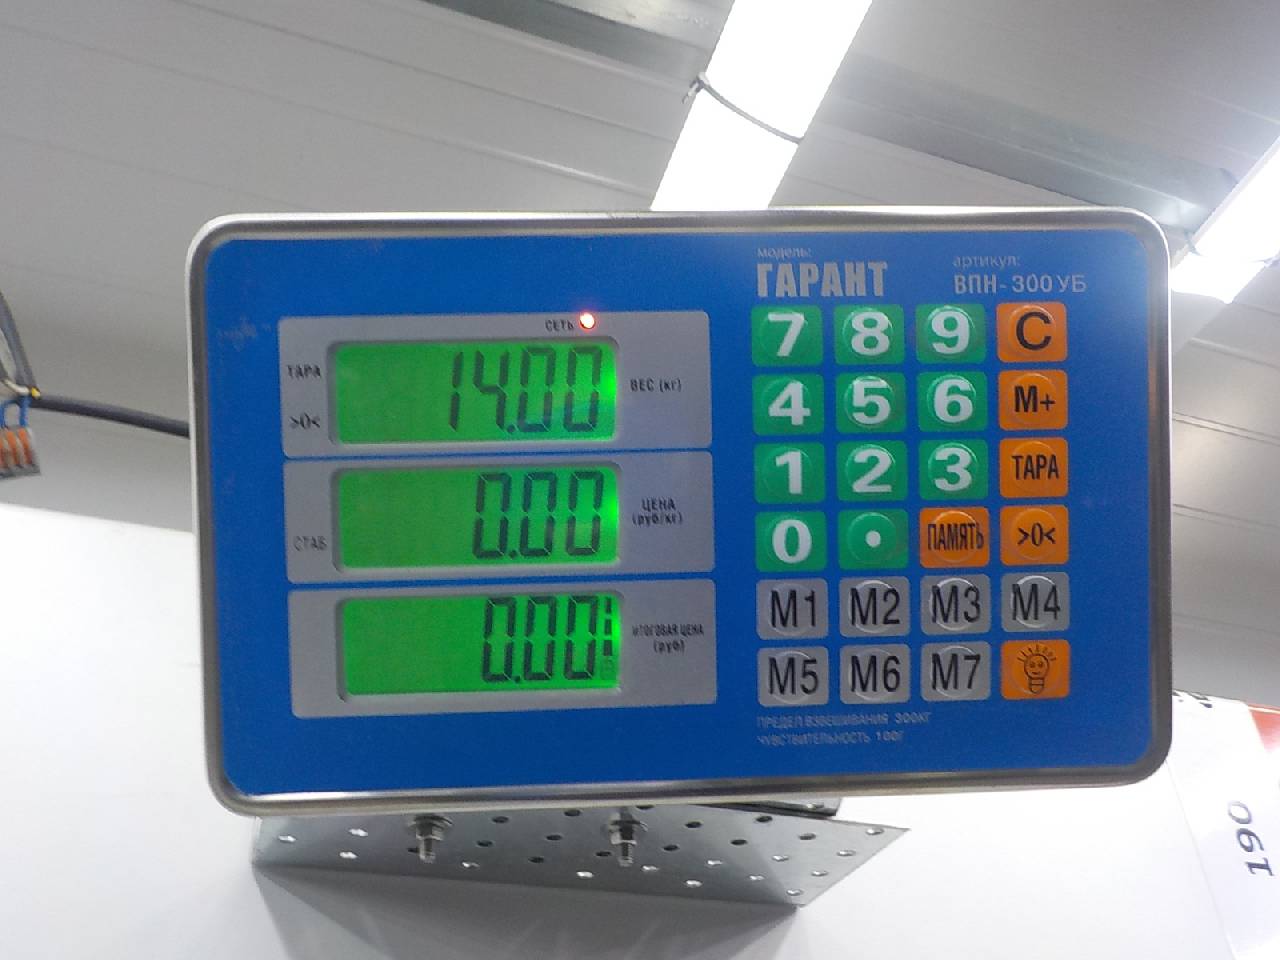 модель:
ГАРАНТ
артикул:
ВПН-300УБ
СЕТЬ
ТАРА
>0<
14.00
ВЕС (кг)
СТАБ
0.00
ЦЕНА
(руб/кг)
0.00
ИТОГОВАЯ ЦЕНА
(руб)
7 8 9 C
4 5 6 M+
1 2 3 ТАРА
0 . ПАМЯТЬ >0<
M1 M2 M3 M4
M5 M6 M7
ПРЕДЕЛ ВЗВЕШИВАНИЯ 300КГ
ЧУВСТВИТЕЛЬНОСТЬ 100Г
190